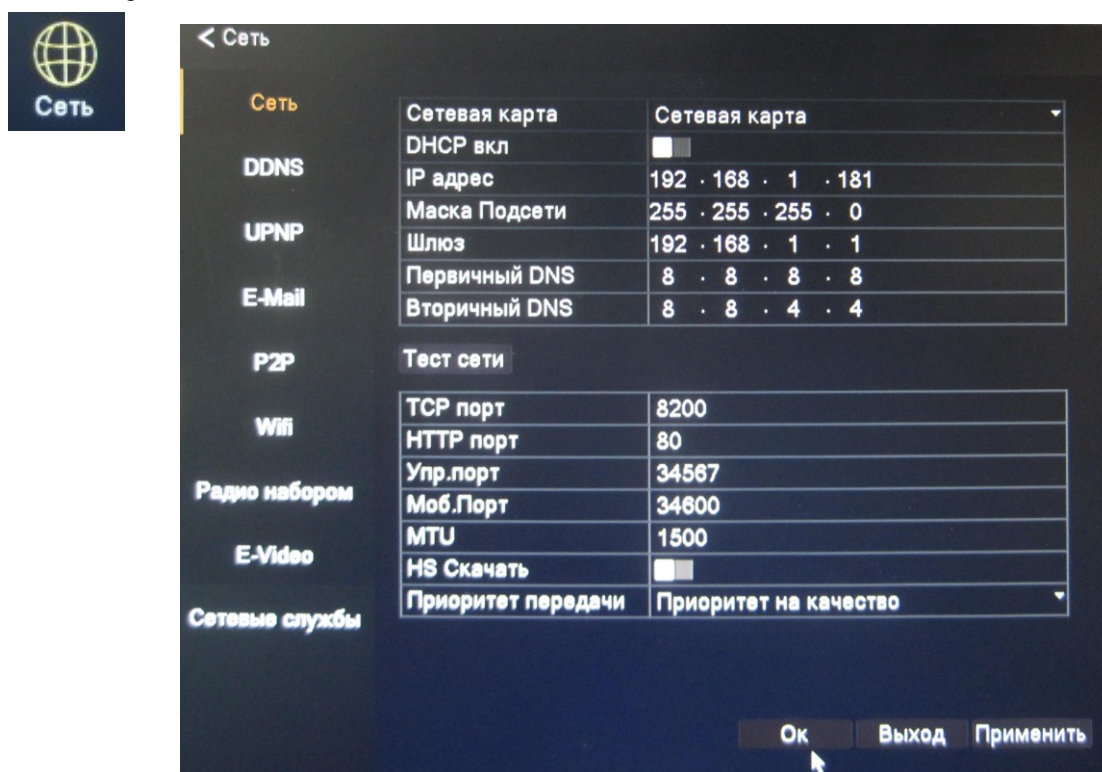 Сеть
< Сеть
Сеть
DDNS
UPNP
E-Mail
P2P
Wifi
Радио набором
E-Video
Сетевые службы
Сетевая карта Сетевая карта
DHCP вкл
IP адрес 192 . 168 . 1 . 181
Маска Подсети 255 . 255 . 255 . 0
Шлюз 192 . 168 . 1 . 1
Первичный DNS 8 . 8 . 8 . 8
Вторичный DNS 8 . 8 . 4 . 4
Тест сети
TCP порт 8200
HTTP порт 80
Упр.порт 34567
Моб.Порт 34600
MTU 1500
HS Скачать
Приоритет передачи Приоритет на качество
Ок Выход Применить